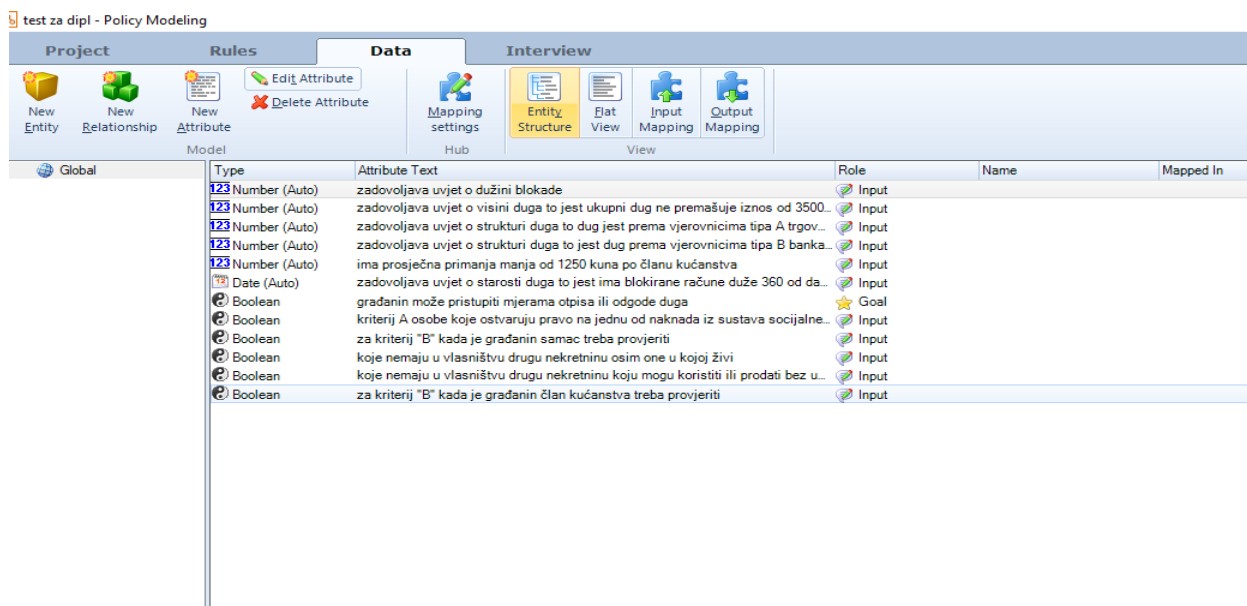 test za dipl - Policy Modeling
Project Rules Data Interview
New Entity
New Relationship
New Attribute
Edit Attribute
Delete Attribute
Mapping settings
Entity Structure
Flat View
Input Mapping
Output Mapping
Model Hub View
Global
Type Attribute Text Role Name Mapped In
123 Number (Auto) zadovoljava uvjet o dužini blokade Input
123 Number (Auto) zadovoljava uvjet o visini duga to jest ukupni dug ne premašuje iznos od 3500... Input
123 Number (Auto) zadovoljava uvjet o strukturi duga to dug jest prema vjerovnicima tipa A trgov... Input
123 Number (Auto) zadovoljava uvjet o strukturi duga to jest dug prema vjerovnicima tipa B banka... Input
123 Number (Auto) ima prosječna primanja manja od 1250 kuna po članu kućanstva Input
12 Date (Auto) zadovoljava uvjet o starosti duga to jest ima blokirane račune duže 360 od da... Input
Boolean građanin može pristupiti mjerama otpisa ili odgode duga Goal
Boolean kriterij A osobe koje ostvaruju pravo na jednu od naknada iz sustava socijalne... Input
Boolean za kriterij "B" kada je građanin samac treba provjeriti Input
Boolean koje nemaju u vlasništvu drugu nekretninu osim one u kojoj živi Input
Boolean koje nemaju u vlasništvu drugu nekretninu koju mogu koristiti ili prodati bez u... Input
Boolean za kriterij "B" kada je građanin član kućanstva treba provjeriti Input